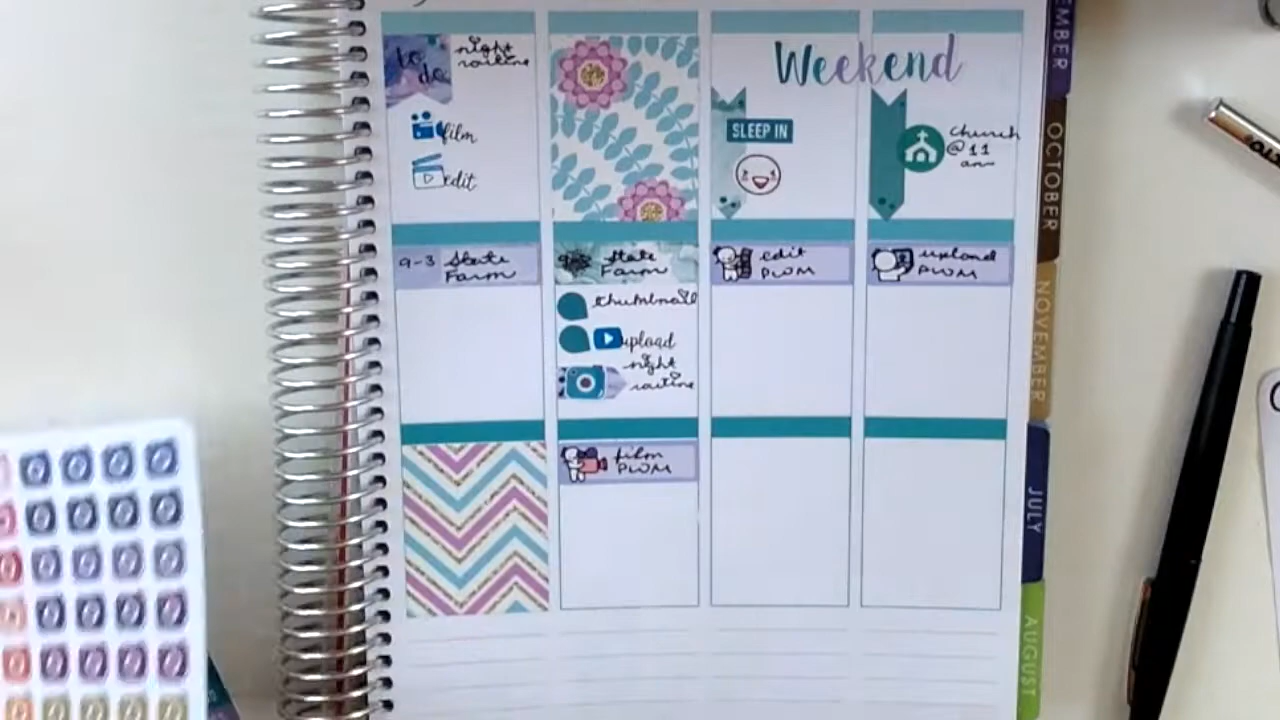 to
do
night
routine
film
edit
Weekend
SLEEP IN
church
@ 11
am
9-3 State
Farm
State
Farm
thumbnail
upload
night
routine
edit
PWM
upload
PWM
film
PWM
OCTOBER
NOVEMBER
JULY
AUGUST